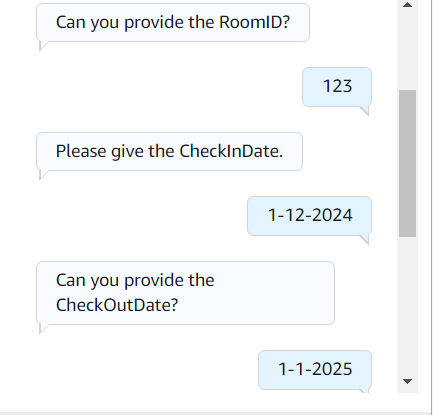 Can you provide the RoomID?
123
Please give the CheckInDate.
1-12-2024
Can you provide the
CheckOutDate?
1-1-2025